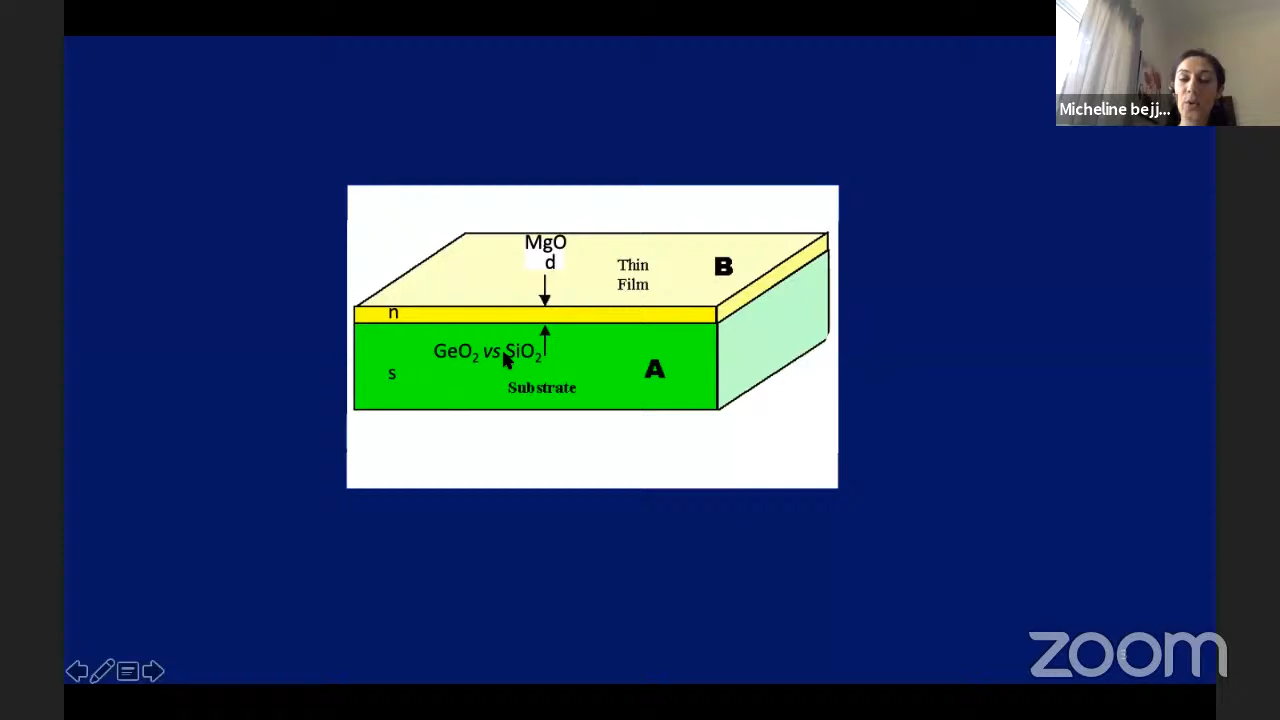 Micheline bejj...
MgO
d
Thin
Film
B
n
GeO₂ vs SiO₂
s
A
Substrate
zoom